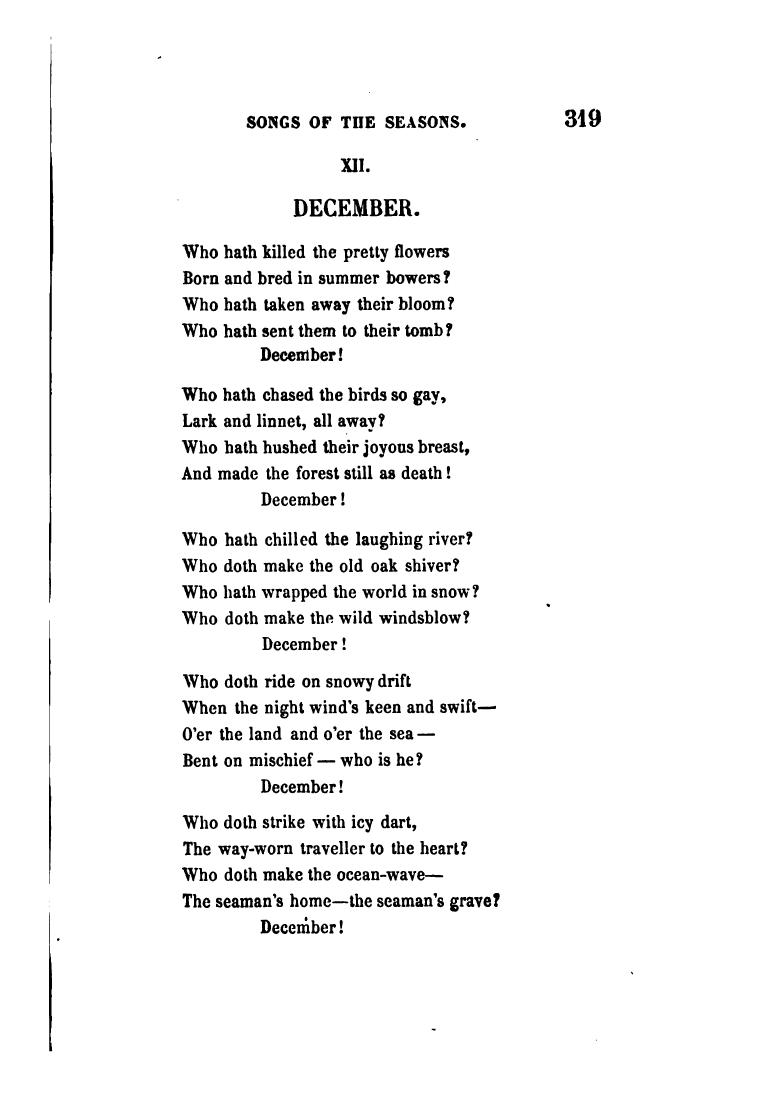 SONGS OF THE SEASONS. 319
XII.
DECEMBER.
Who hath killed the pretty flowers
Born and bred in summer bowers?
Who hath taken away their bloom?
Who hath sent them to their tomb?
December!
Who hath chased the birds so gay,
Lark and linnet, all away?
Who hath hushed their joyous breast,
And made the forest still as death!
December!
Who hath chilled the laughing river?
Who doth make the old oak shiver?
Who hath wrapped the world in snow?
Who doth make the wild windsblow?
December!
Who doth ride on snowy drift
When the night wind's keen and swift—
O'er the land and o'er the sea—
Bent on mischief — who is he?
December!
Who doth strike with icy dart,
The way-worn traveller to the heart?
Who doth make the ocean-wave—
The seaman's home—the seaman's grave?
December!